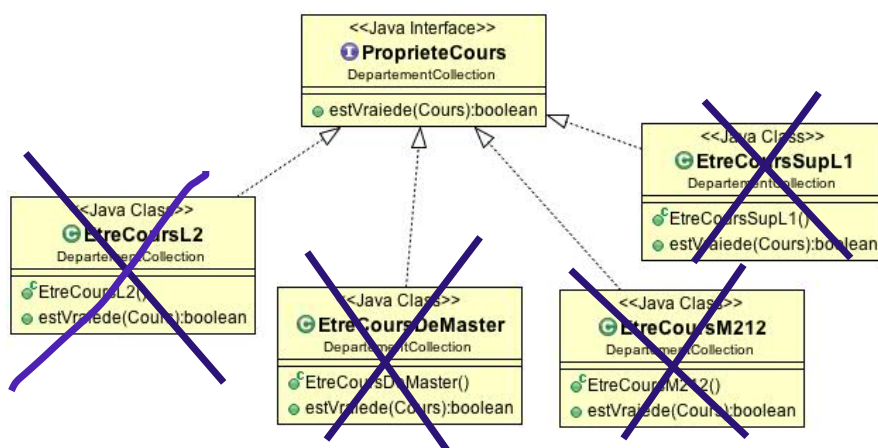 <<Java Interface>>
ProprieteCours
DepartementCollection
estVraiede(Cours):boolean
<<Java Class>>
EtreCoursSupL1
DepartementCollection
EtreCoursSupL1()
estVraiede(Cours):boolean
<<Java Class>>
EtreCoursL2
DepartementCollection
EtreCoursL2()
estVraiede(Cours):boolean
<<Java Class>>
EtreCoursDeMaster
DepartementCollection
EtreCoursDeMaster()
estVraiede(Cours):boolean
<<Java Class>>
EtreCoursM212
DepartementCollection
EtreCoursM212()
estVraiede(Cours):boolean